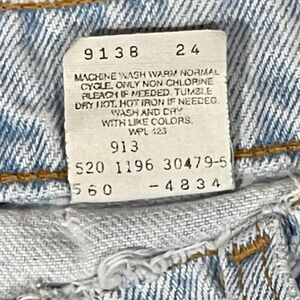 9138 24
MACHINE WASH WARM NORMAL
CYCLE. ONLY NON-CHLORINE
BLEACH IF NEEDED. TUMBLE
DRY HOT. HOT IRON IF NEEDED.
WASH AND DRY
WITH LIKE COLORS.
WPL 423
913
520 1196 30479-5
560 -4834